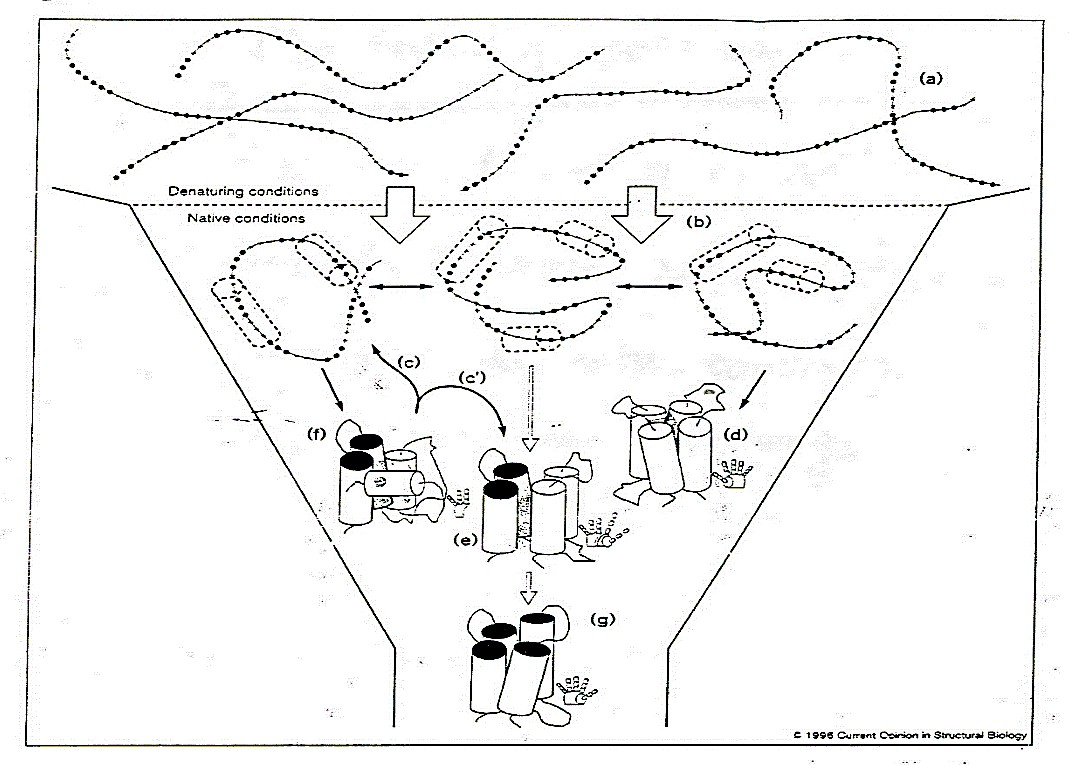 (a)
Denaturing conditions
Native conditions
(b)
(c)
(c')
(f)
(d)
(e)
(g)
© 1996 Current Opinion in Structural Biology